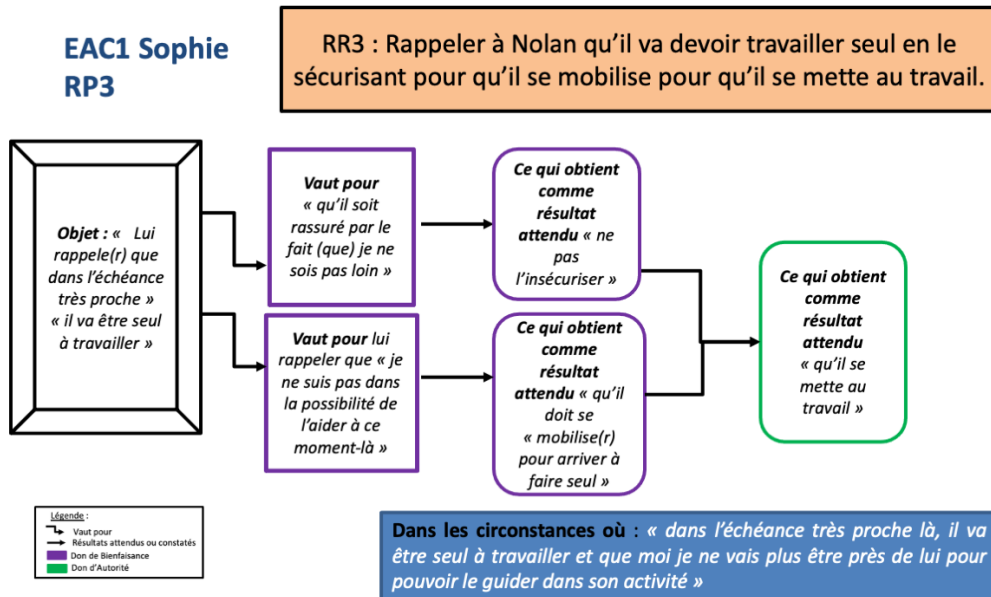 EAC1 Sophie
RP3
RR3 : Rappeler à Nolan qu'il va devoir travailler seul en le
sécurisant pour qu'il se mobilise pour qu'il se mette au travail.
Objet : « Lui
rappele(r) que
dans l'échéance
très proche »
« il va être seul
à travailler »
Vaut pour
« qu'il soit
rassuré par le
fait (que) je ne
sois pas loin »
Ce qui obtient
comme
résultat
attendu « ne
pas
l'insécuriser »
Vaut pour lui
rappeler que « je
ne suis pas dans
la possibilité de
l'aider à ce
moment-là »
Ce qui obtient
comme
résultat
attendu « qu'il
doit se
« mobilise(r)
pour arriver à
faire seul »
Ce qui obtient
comme
résultat
attendu
« qu'il se
mette au
travail »
Légende :
Vaut pour
Résultats attendus ou constatés
Don de Bienfaisance
Don d'Autorité
Dans les circonstances où : « dans l'échéance très proche là, il va
être seul à travailler et que moi je ne vais plus être près de lui pour
pouvoir le guider dans son activité »